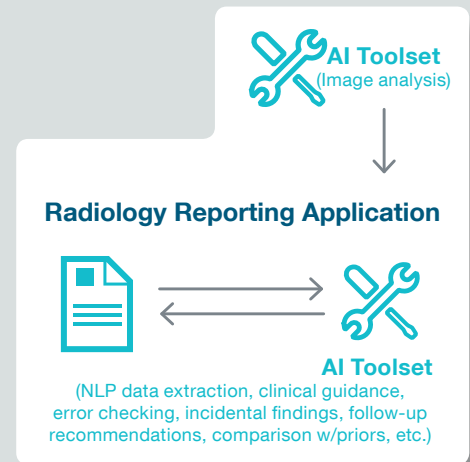 AI Toolset
(Image analysis)
Radiology Reporting Application
AI Toolset
(NLP data extraction, clinical guidance,
error checking, incidental findings, follow-up
recommendations, comparison w/priors, etc.)